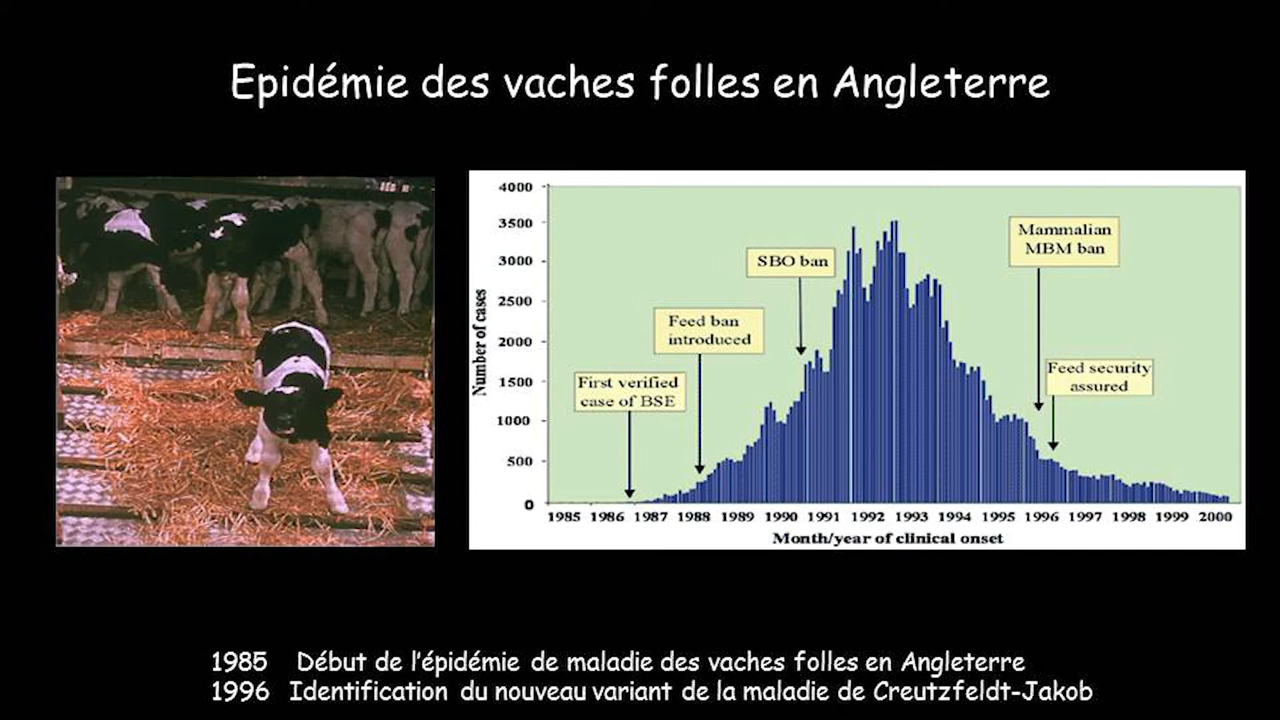 Epidémie des vaches folles en Angleterre
4000
3500
3000
2500
2000
1500
1000
500
0
Number of cases
First verified
case of BSE
Feed ban
introduced
SBO ban
Mammalian
MBM ban
Feed security
assured
1985 1986 1987 1988 1989 1990 1991 1992 1993 1994 1995 1996 1997 1998 1999 2000
Month/year of clinical onset
1985 Début de l'épidémie de maladie des vaches folles en Angleterre
1996 Identification du nouveau variant de la maladie de Creutzfeldt-Jakob